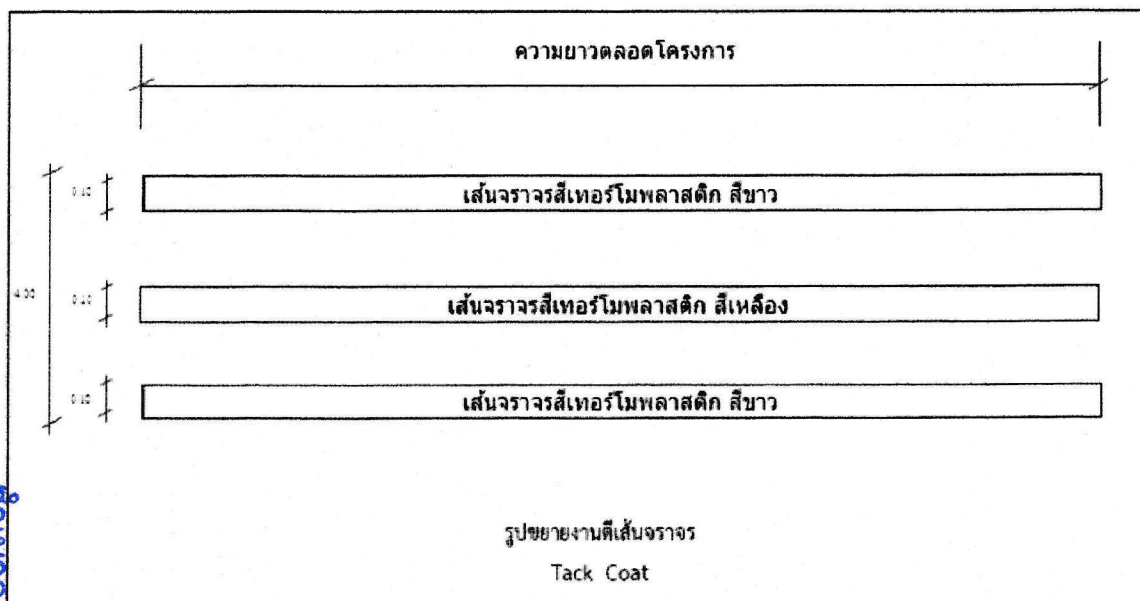 ความยาวตลอดโครงการ
0.10
เส้นจราจรสีเทอร์โมพลาสติก สีขาว
4.00
0.10
เส้นจราจรสีเทอร์โมพลาสติก สีเหลือง
0.10
เส้นจราจรสีเทอร์โมพลาสติก สีขาว
รูปขยายงานตีเส้นจราจร
Tack Coat